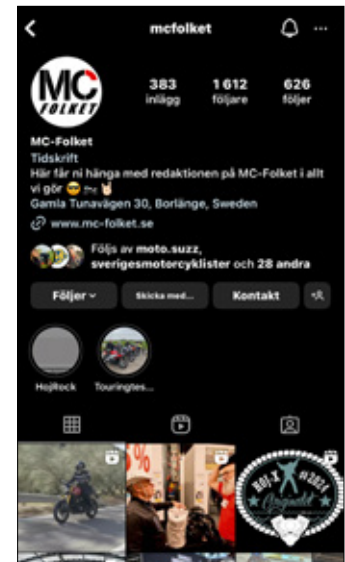 mcfolket
MC
FOLKET
383
inlägg
1 612
följare
626
följer
MC-Folket
Tidskrift
Här får ni hänga med redaktionen på MC-Folket i allt
vi gör 😎 🏍 🤘🏻
Gamla Tunavägen 30, Borlänge, Sweden
www.mc-folket.se
Följs av moto.suzz,
sverigesmotorcyklister och 28 andra
Följer
Skicka med...
Kontakt
HojRock
Touringtes...
%
HOJ-X
#2024